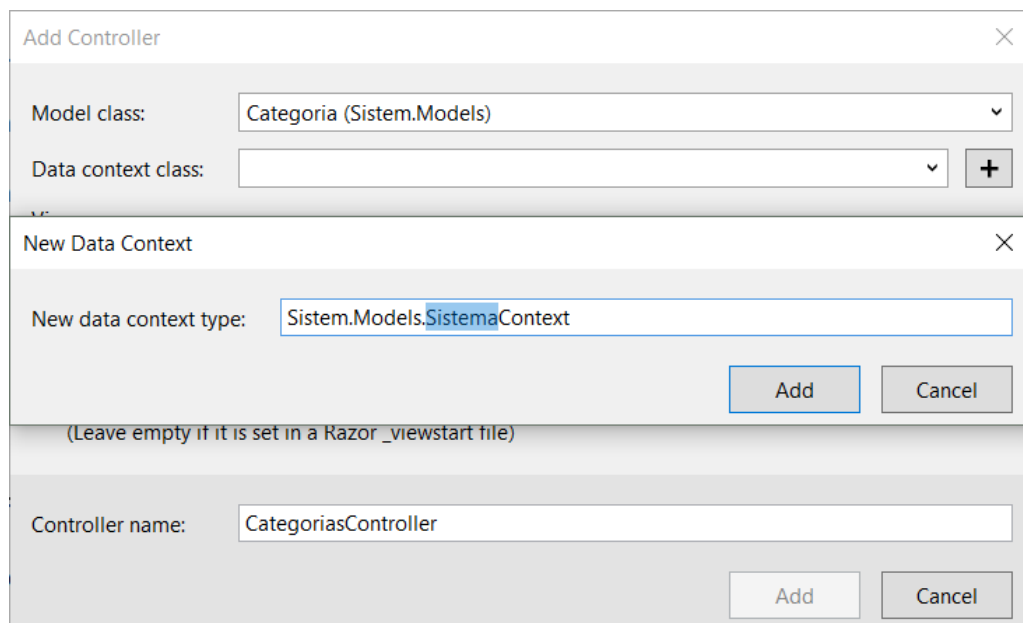 Add Controller
Model class: Categoria (Sistem.Models)
Data context class:
New Data Context
New data context type: Sistem.Models.SistemaContext
Add Cancel
(Leave empty if it is set in a Razor _viewstart file)
Controller name: CategoriasController
Add Cancel